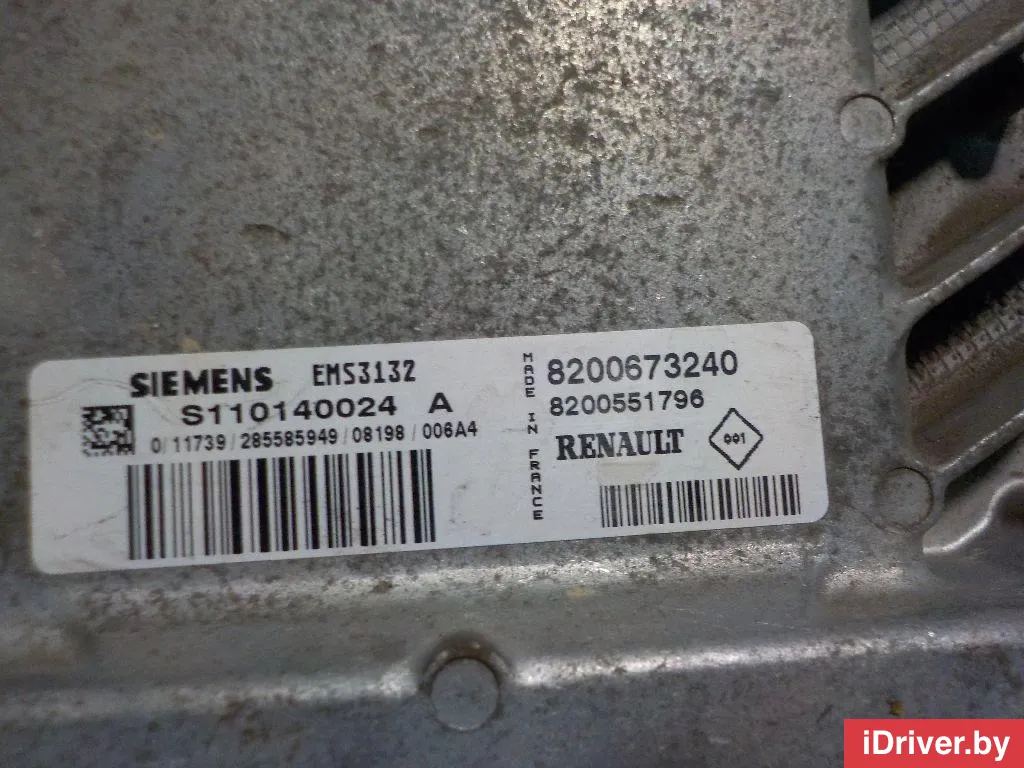 SIEMENS EMS3132
S110140024 A
0/11739/285585949/08198/006A4
MADE IN FRANCE
8200673240
8200551796
RENAULT 001
iDriver.by